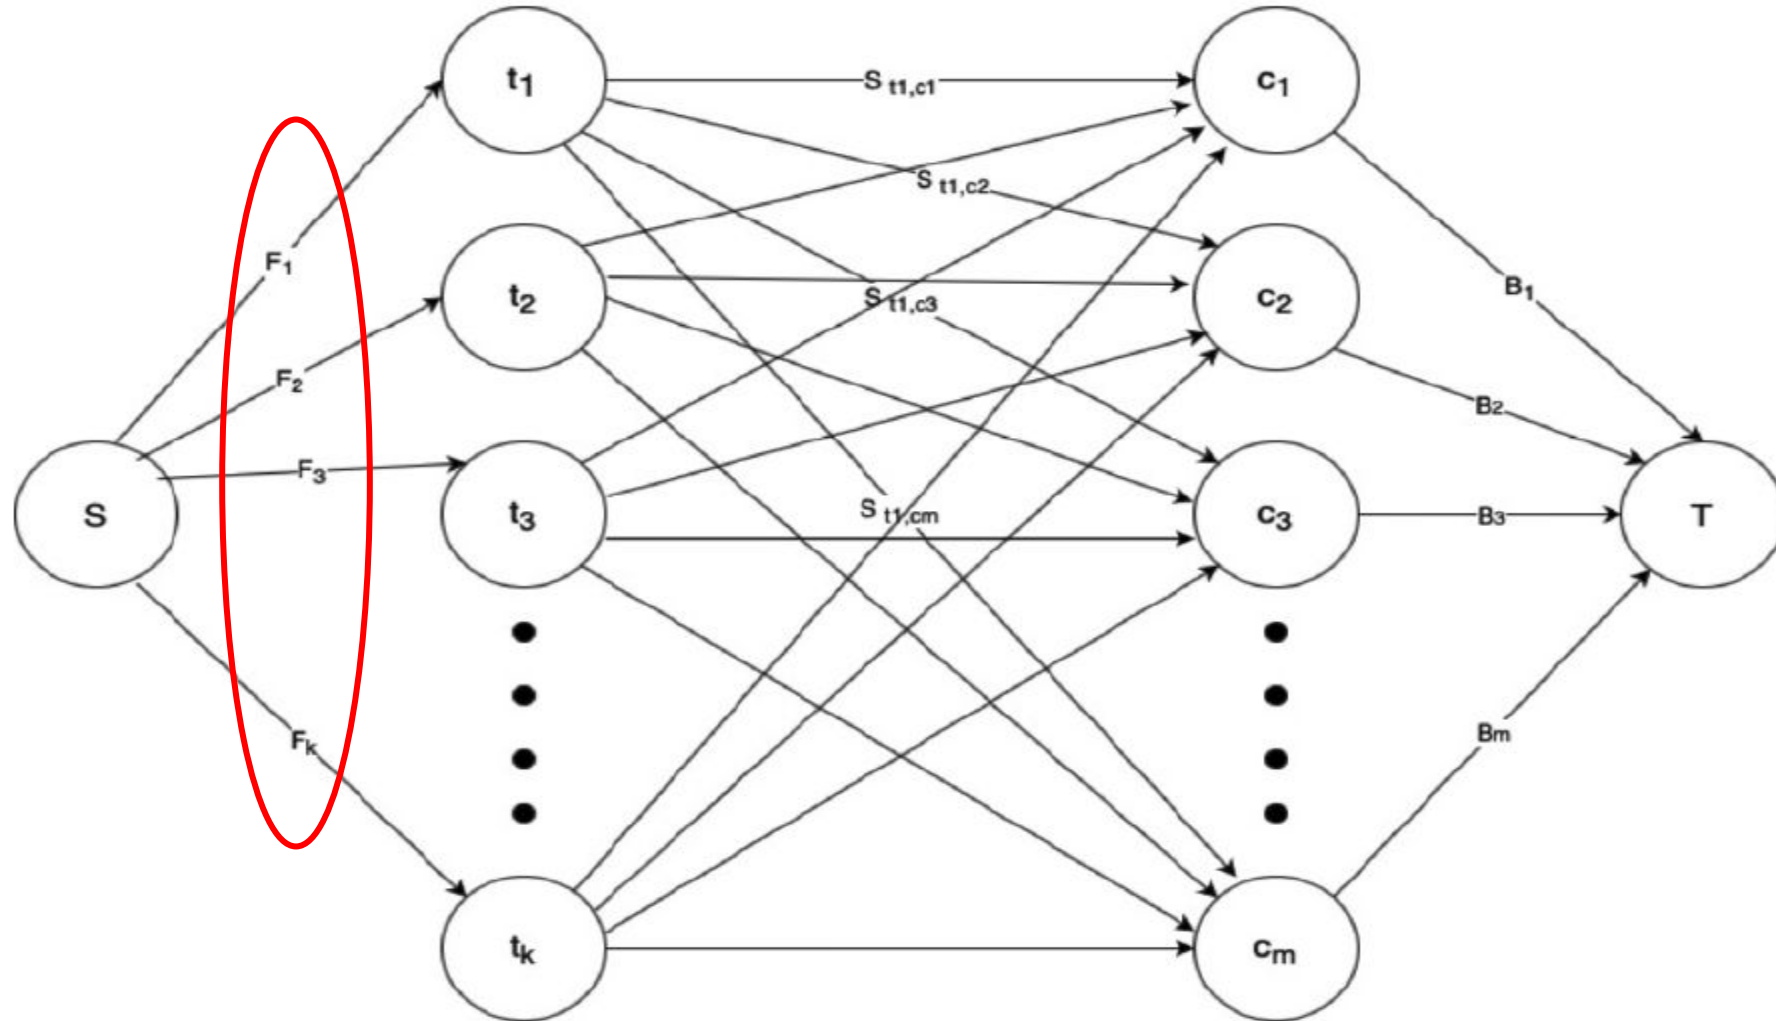 t1
S t1,c1
c1
S t1,c2
F1
t2
S t1,c3
c2
B1
F2
B2
F3
S
t3
S t1,cm
c3
B3
T
Fk
Bm
tk
cm